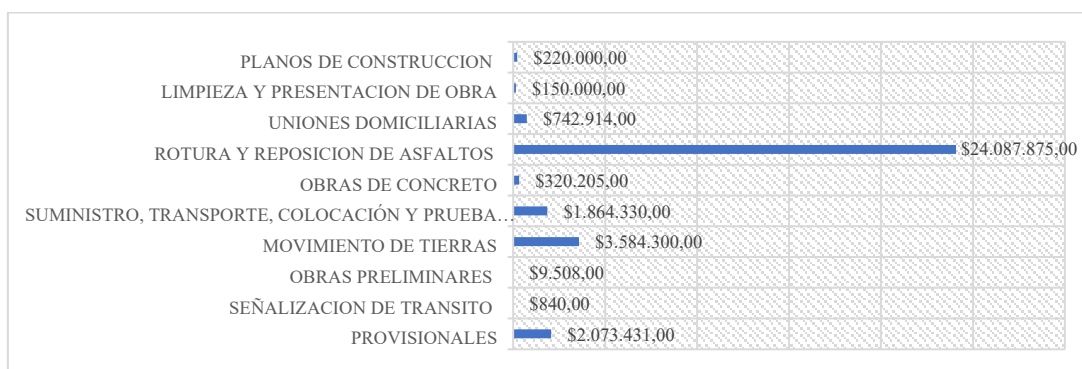 PLANOS DE CONSTRUCCION $220.000,00
LIMPIEZA Y PRESENTACION DE OBRA $150.000,00
UNIONES DOMICILIARIAS $742.914,00
ROTURA Y REPOSICION DE ASFALTOS $24.087.875,00
OBRAS DE CONCRETO $320.205,00
SUMINISTRO, TRANSPORTE, COLOCACIÓN Y PRUEBA… $1.864.330,00
MOVIMIENTO DE TIERRAS $3.584.300,00
OBRAS PRELIMINARES $9.508,00
SEÑALIZACION DE TRANSITO $840,00
PROVISIONALES $2.073.431,00